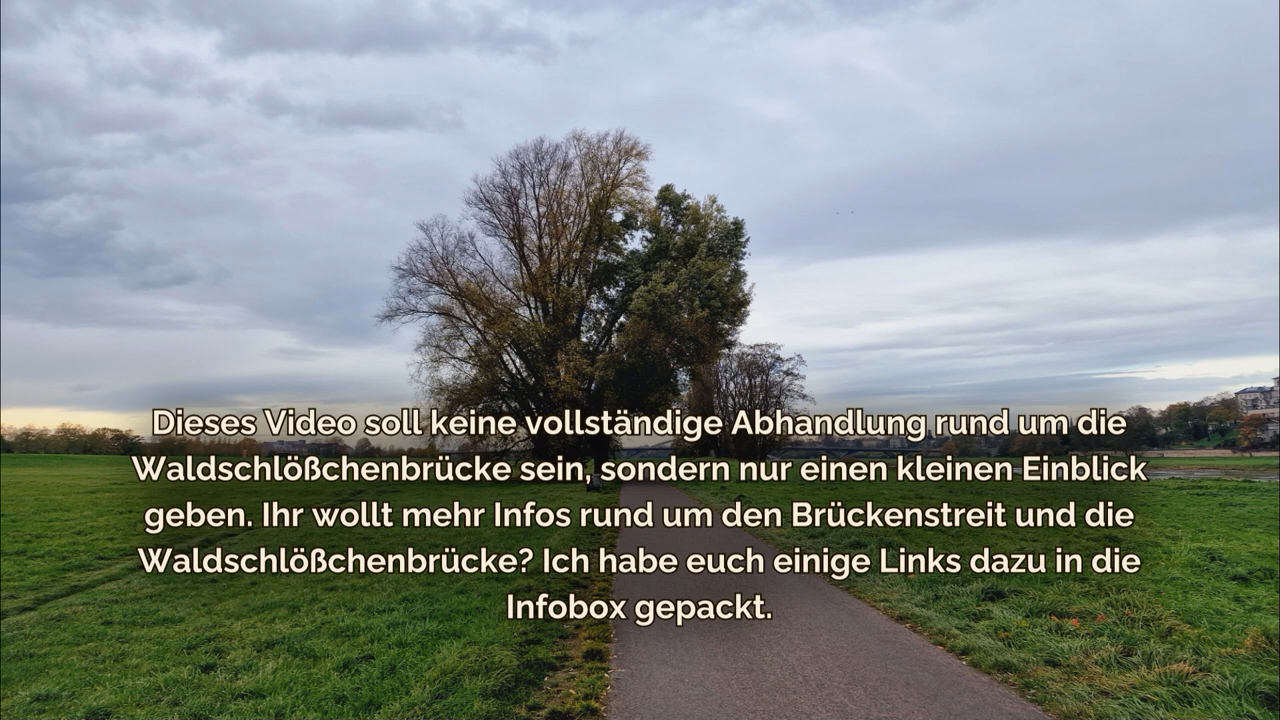 Dieses Video soll keine vollständige Abhandlung rund um die
Waldschlößchenbrücke sein, sondern nur einen kleinen Einblick
geben. Ihr wollt mehr Infos rund um den Brückenstreit und die
Waldschlößchenbrücke? Ich habe euch einige Links dazu in die
Infobox gepackt.